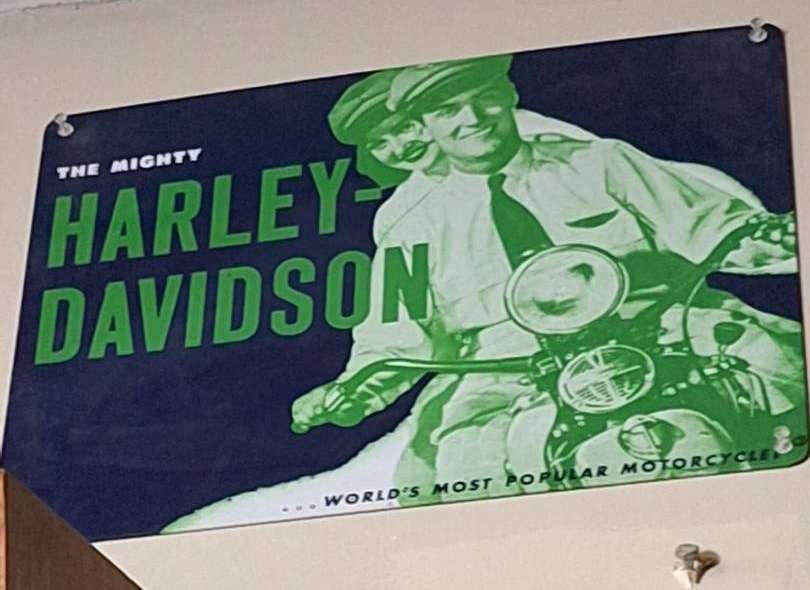 THE MIGHTY
HARLEY-
DAVIDSON
...WORLD'S MOST POPULAR MOTORCYCLE!